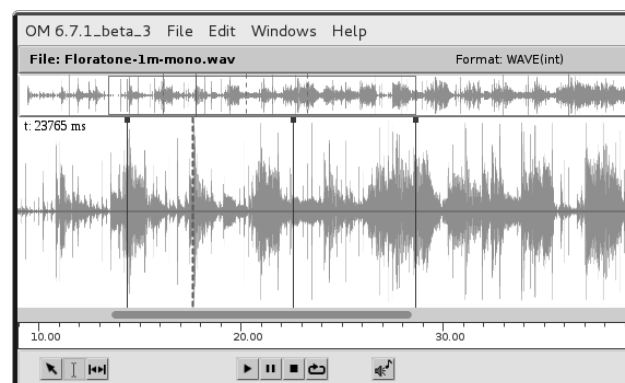 OM 6.7.1_beta_3 File Edit Windows Help
File: Floratone-1m-mono.wav Format: WAVE(int)
t: 23765 ms
10.00 20.00 30.00